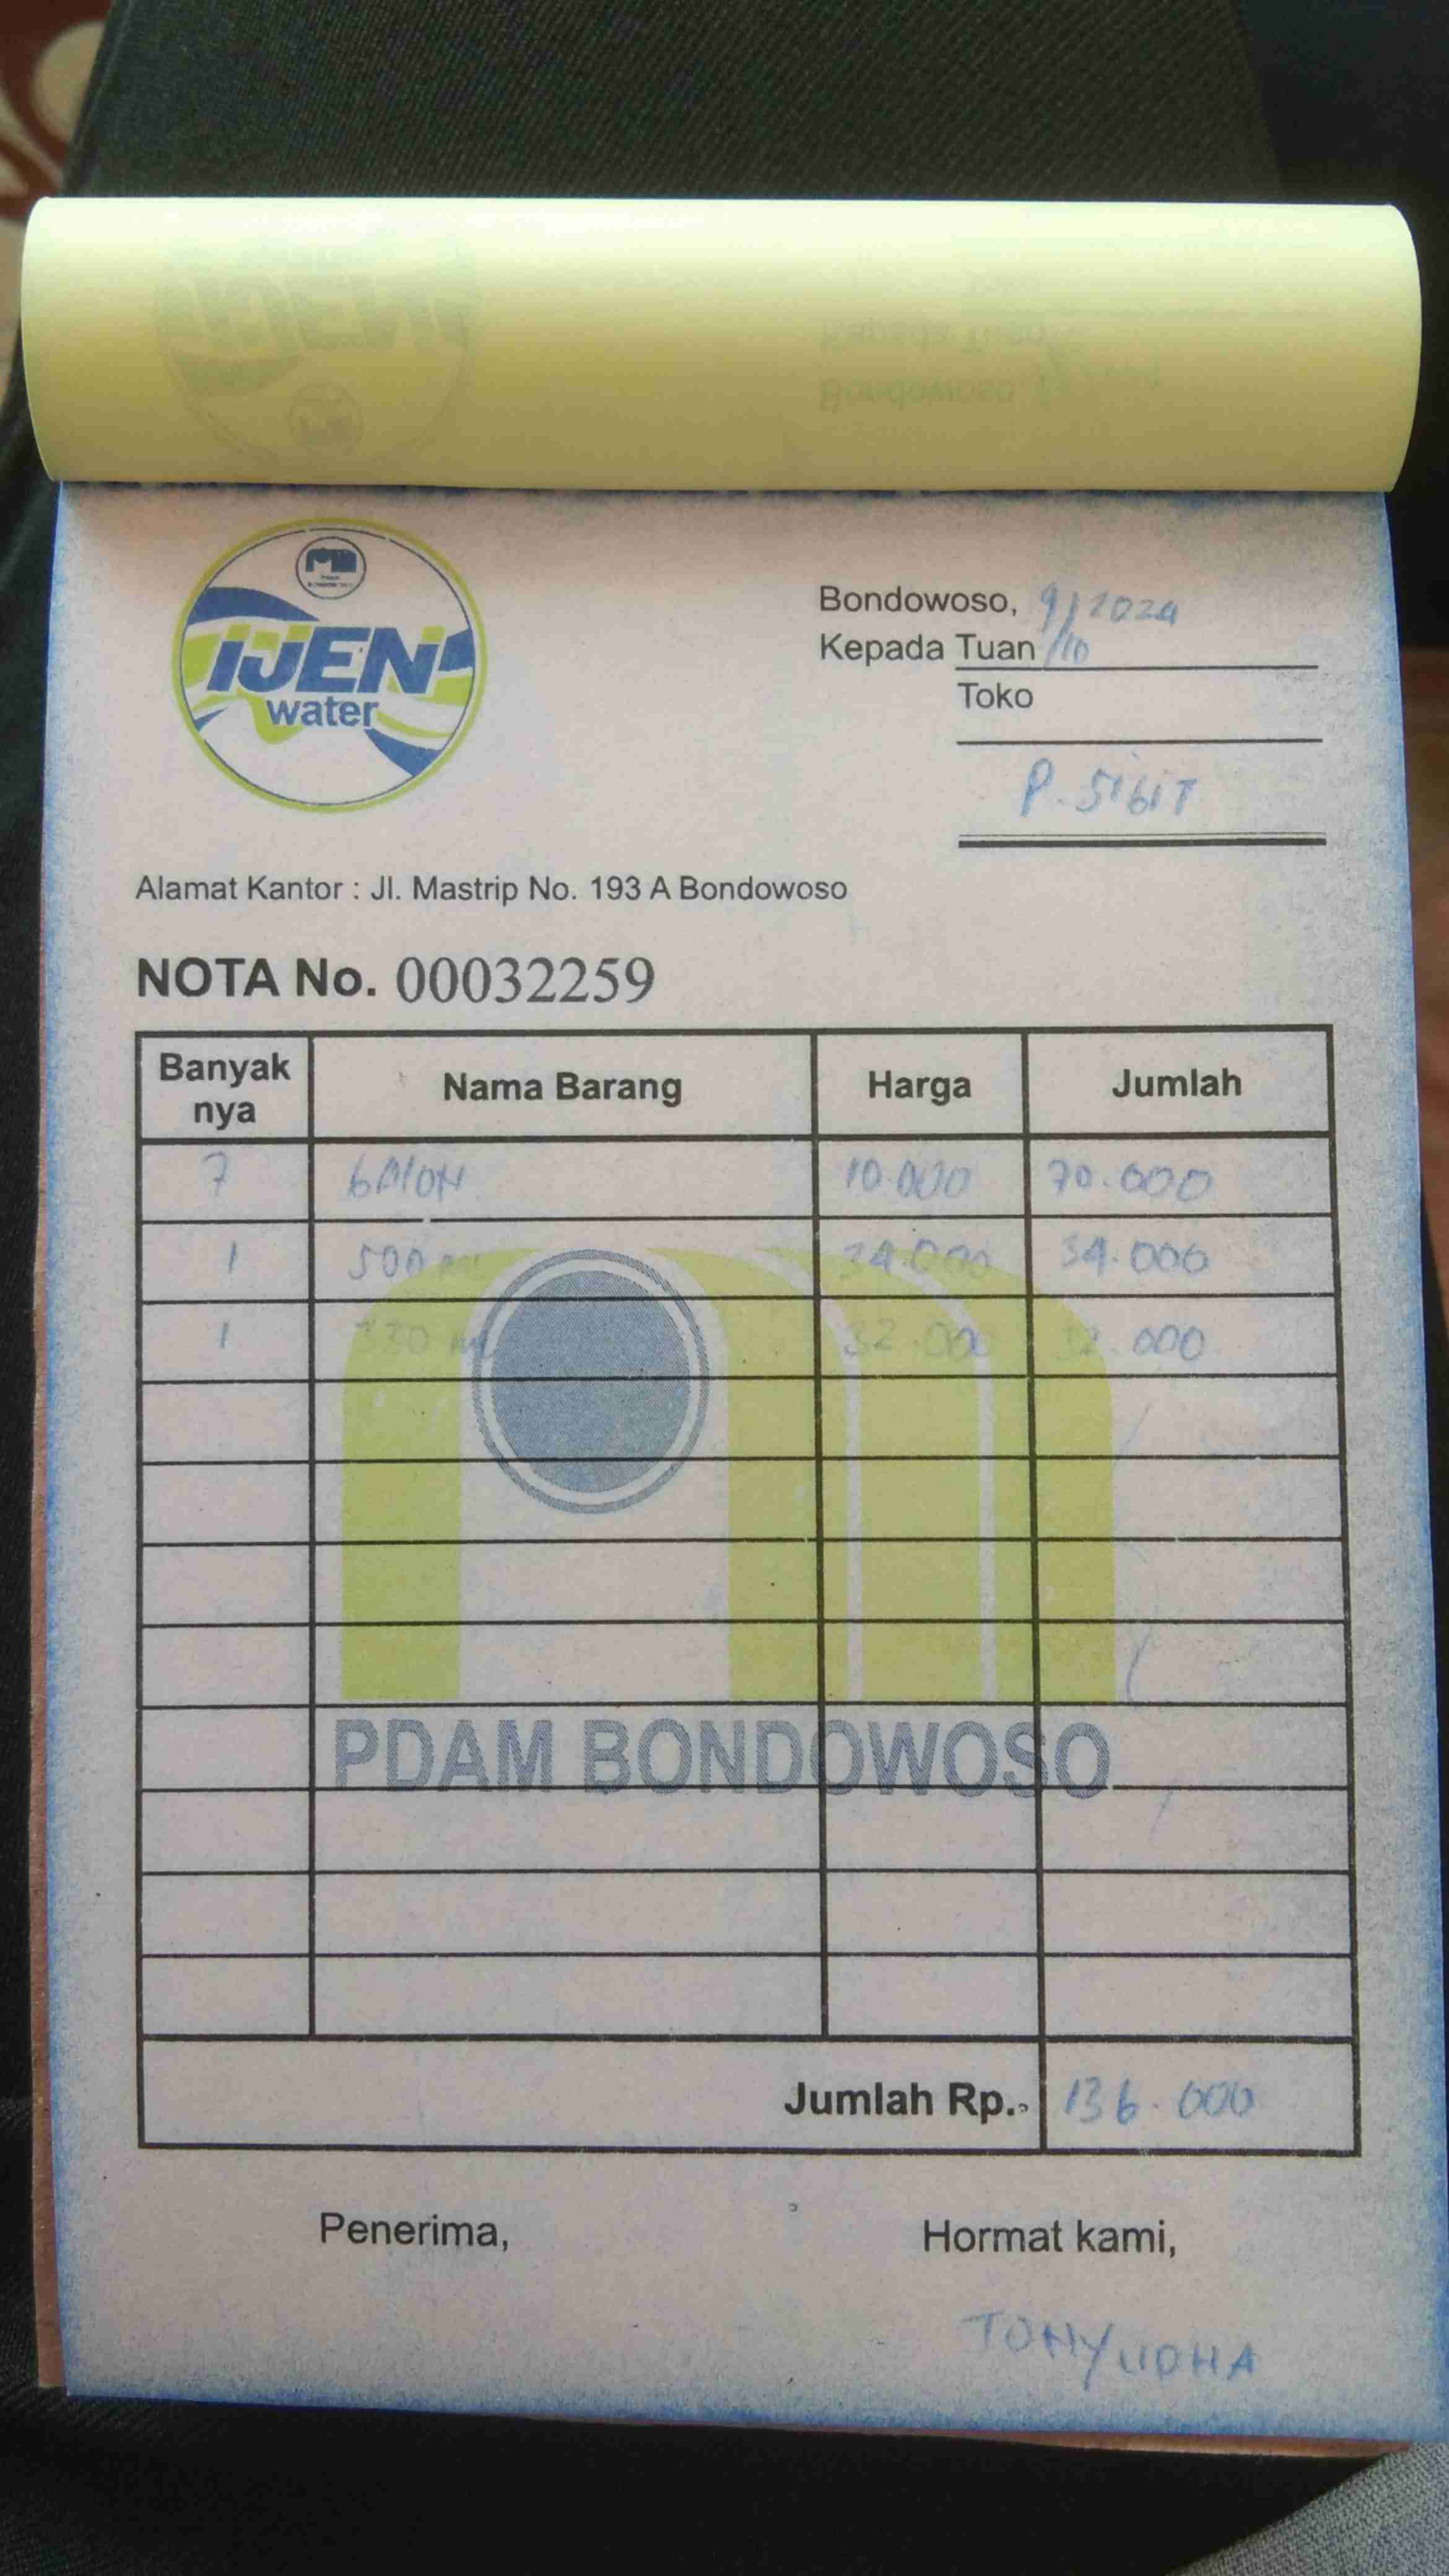 IJEN
water
Bondowoso, 9/10 2024
Kepada Tuan
Toko
P. SIGIT
Alamat Kantor : Jl. Mastrip No. 193 A Bondowoso
NOTA No. 00032259
Banyak nya Nama Barang Harga Jumlah
7 GALON 10.000 70.000
1 500 ml 34.000 34.000
1 330 ml 32.000 32.000
PDAM BONDOWOSO
Jumlah Rp. 136.000
Penerima, Hormat kami,
TONY UDHA